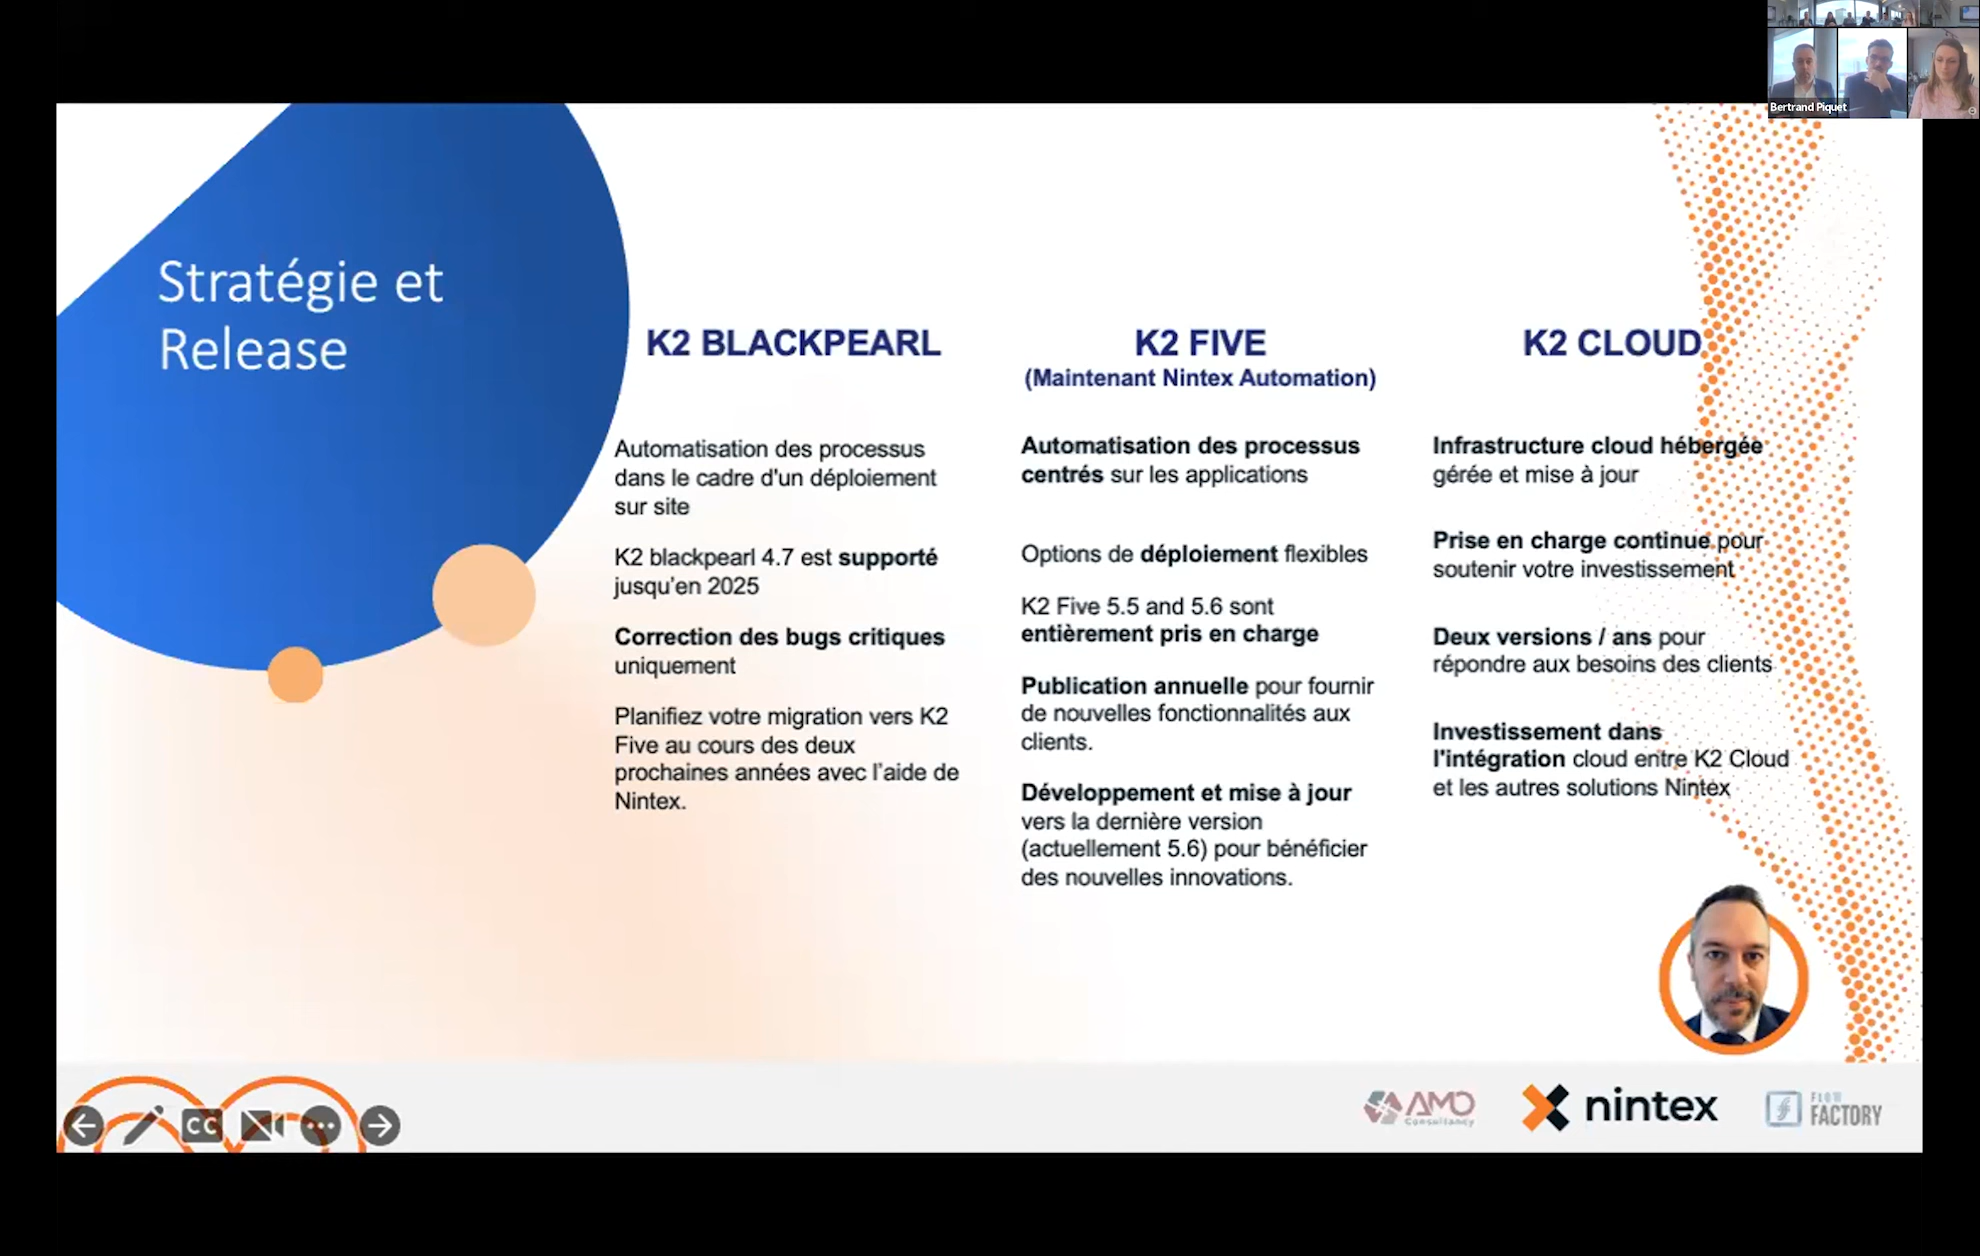 Bertrand Piquet
Stratégie et
Release
K2 BLACKPEARL
Automatisation des processus
dans le cadre d'un déploiement
sur site
K2 blackpearl 4.7 est supporté
jusqu'en 2025
Correction des bugs critiques
uniquement
Planifiez votre migration vers K2
Five au cours des deux
prochaines années avec l'aide de
Nintex.
K2 FIVE
(Maintenant Nintex Automation)
Automatisation des processus
centrés sur les applications
Options de déploiement flexibles
K2 Five 5.5 and 5.6 sont
entièrement pris en charge
Publication annuelle pour fournir
de nouvelles fonctionnalités aux
clients.
Développement et mise à jour
vers la dernière version
(actuellement 5.6) pour bénéficier
des nouvelles innovations.
K2 CLOUD
Infrastructure cloud hébergée
gérée et mise à jour
Prise en charge continue pour
soutenir votre investissement
Deux versions / ans pour
répondre aux besoins des clients
Investissement dans
l'intégration cloud entre K2 Cloud
et les autres solutions Nintex
CC
AMO
Consultancy
nintex
FLOW
FACTORY